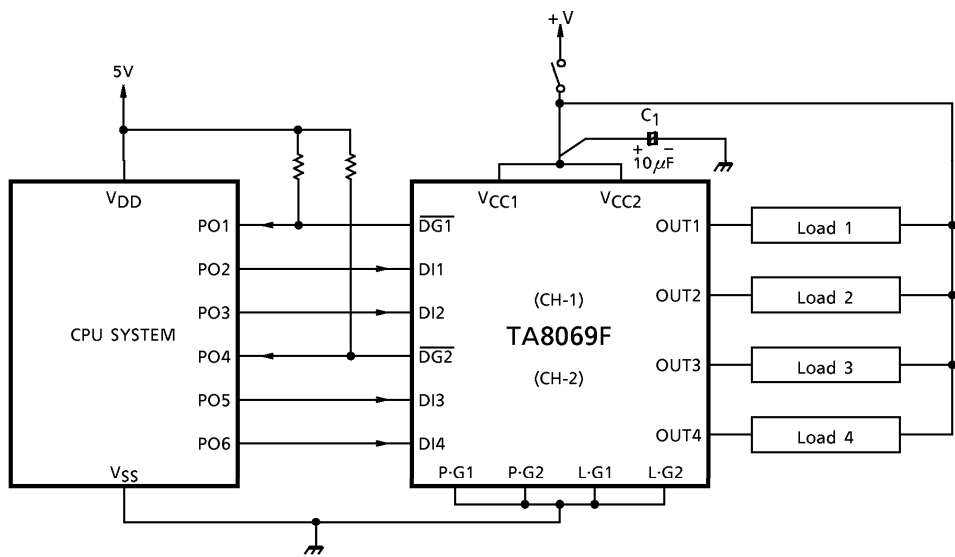 +V
5V
C1
+ −
10 μF
VDD
VCC1 VCC2
PO1 DG1 OUT1 Load 1
PO2 DI1
PO3 DI2 (CH-1) OUT2 Load 2
CPU SYSTEM TA8069F
PO4 DG2 (CH-2) OUT3 Load 3
PO5 DI3
PO6 DI4 OUT4 Load 4
VSS P·G1 P·G2 L·G1 L·G2